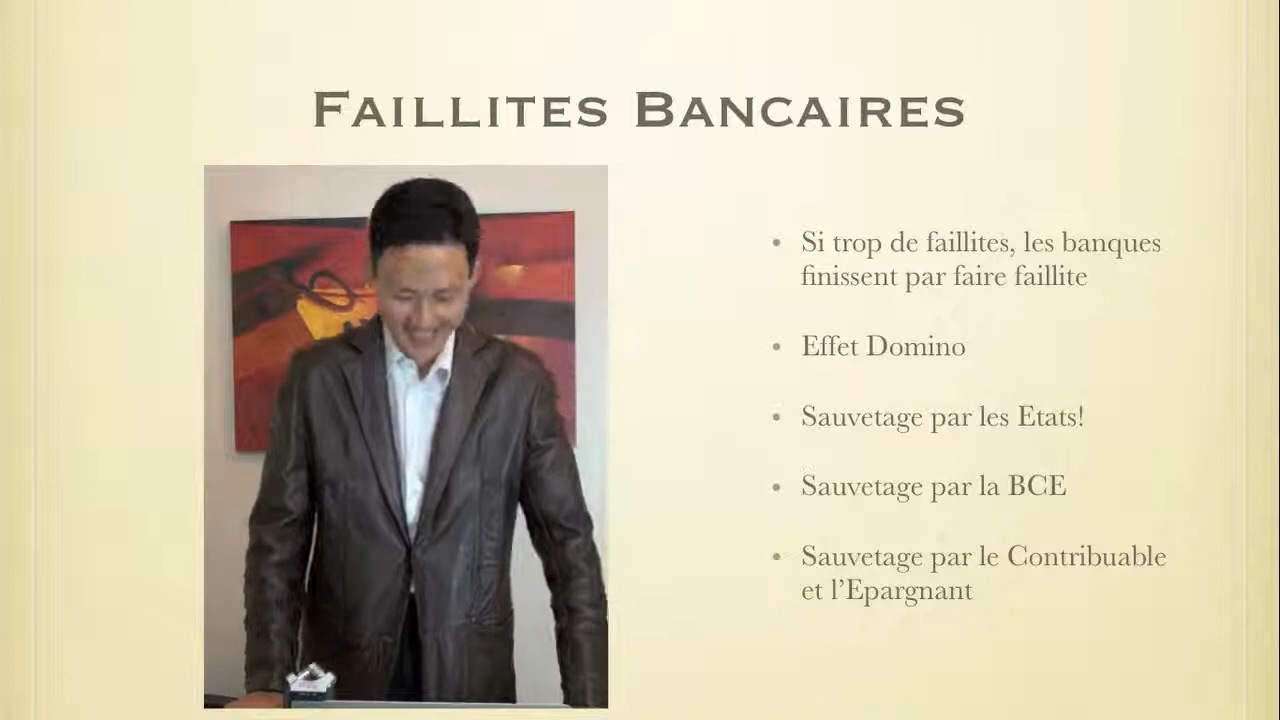 Faillites Bancaires
• Si trop de faillites, les banques
finissent par faire faillite
• Effet Domino
• Sauvetage par les Etats!
• Sauvetage par la BCE
• Sauvetage par le Contribuable
et l’Epargnant